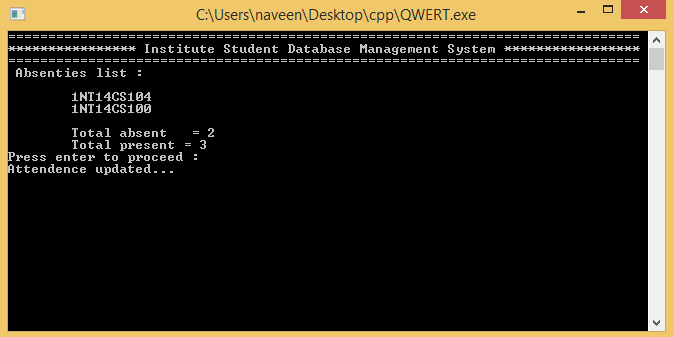 C:\Users\naveen\Desktop\cpp\QWERT.exe
===============================================================================
**************** Institute Student Database Management System *****************
===============================================================================
Absenties list :
1NT14CS104
1NT14CS100
Total absent = 2
Total present = 3
Press enter to proceed :
Attendence updated...